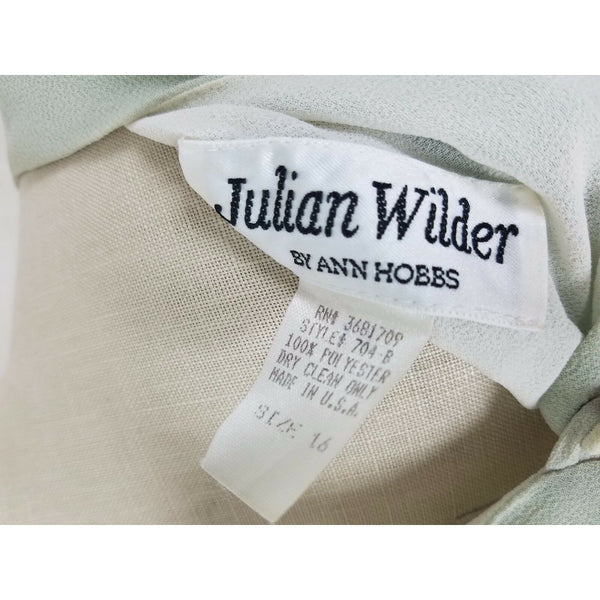 Julian Wilder
BY ANN HOBBS
RN# 3681709
STYLE# 704-B
100% POLYESTER
DRY CLEAN ONLY
MADE IN U.S.A.
SIZE 16